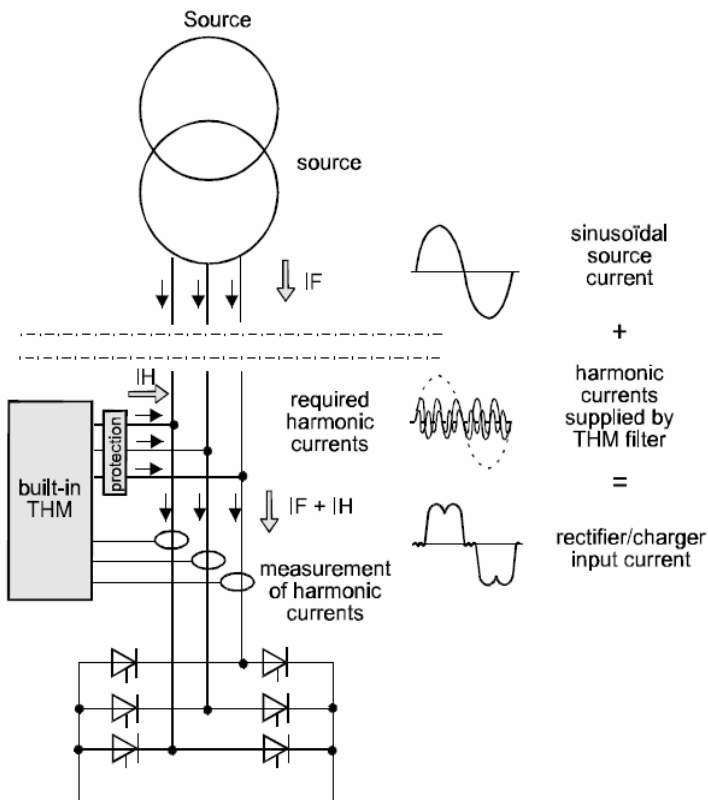 Source
source
IF
sinusoïdal
source
current
+
IH
required
harmonic
currents
harmonic
currents
supplied by
THM filter
protection
built-in
THM
=
IF + IH
rectifier/charger
input current
measurement
of harmonic
currents